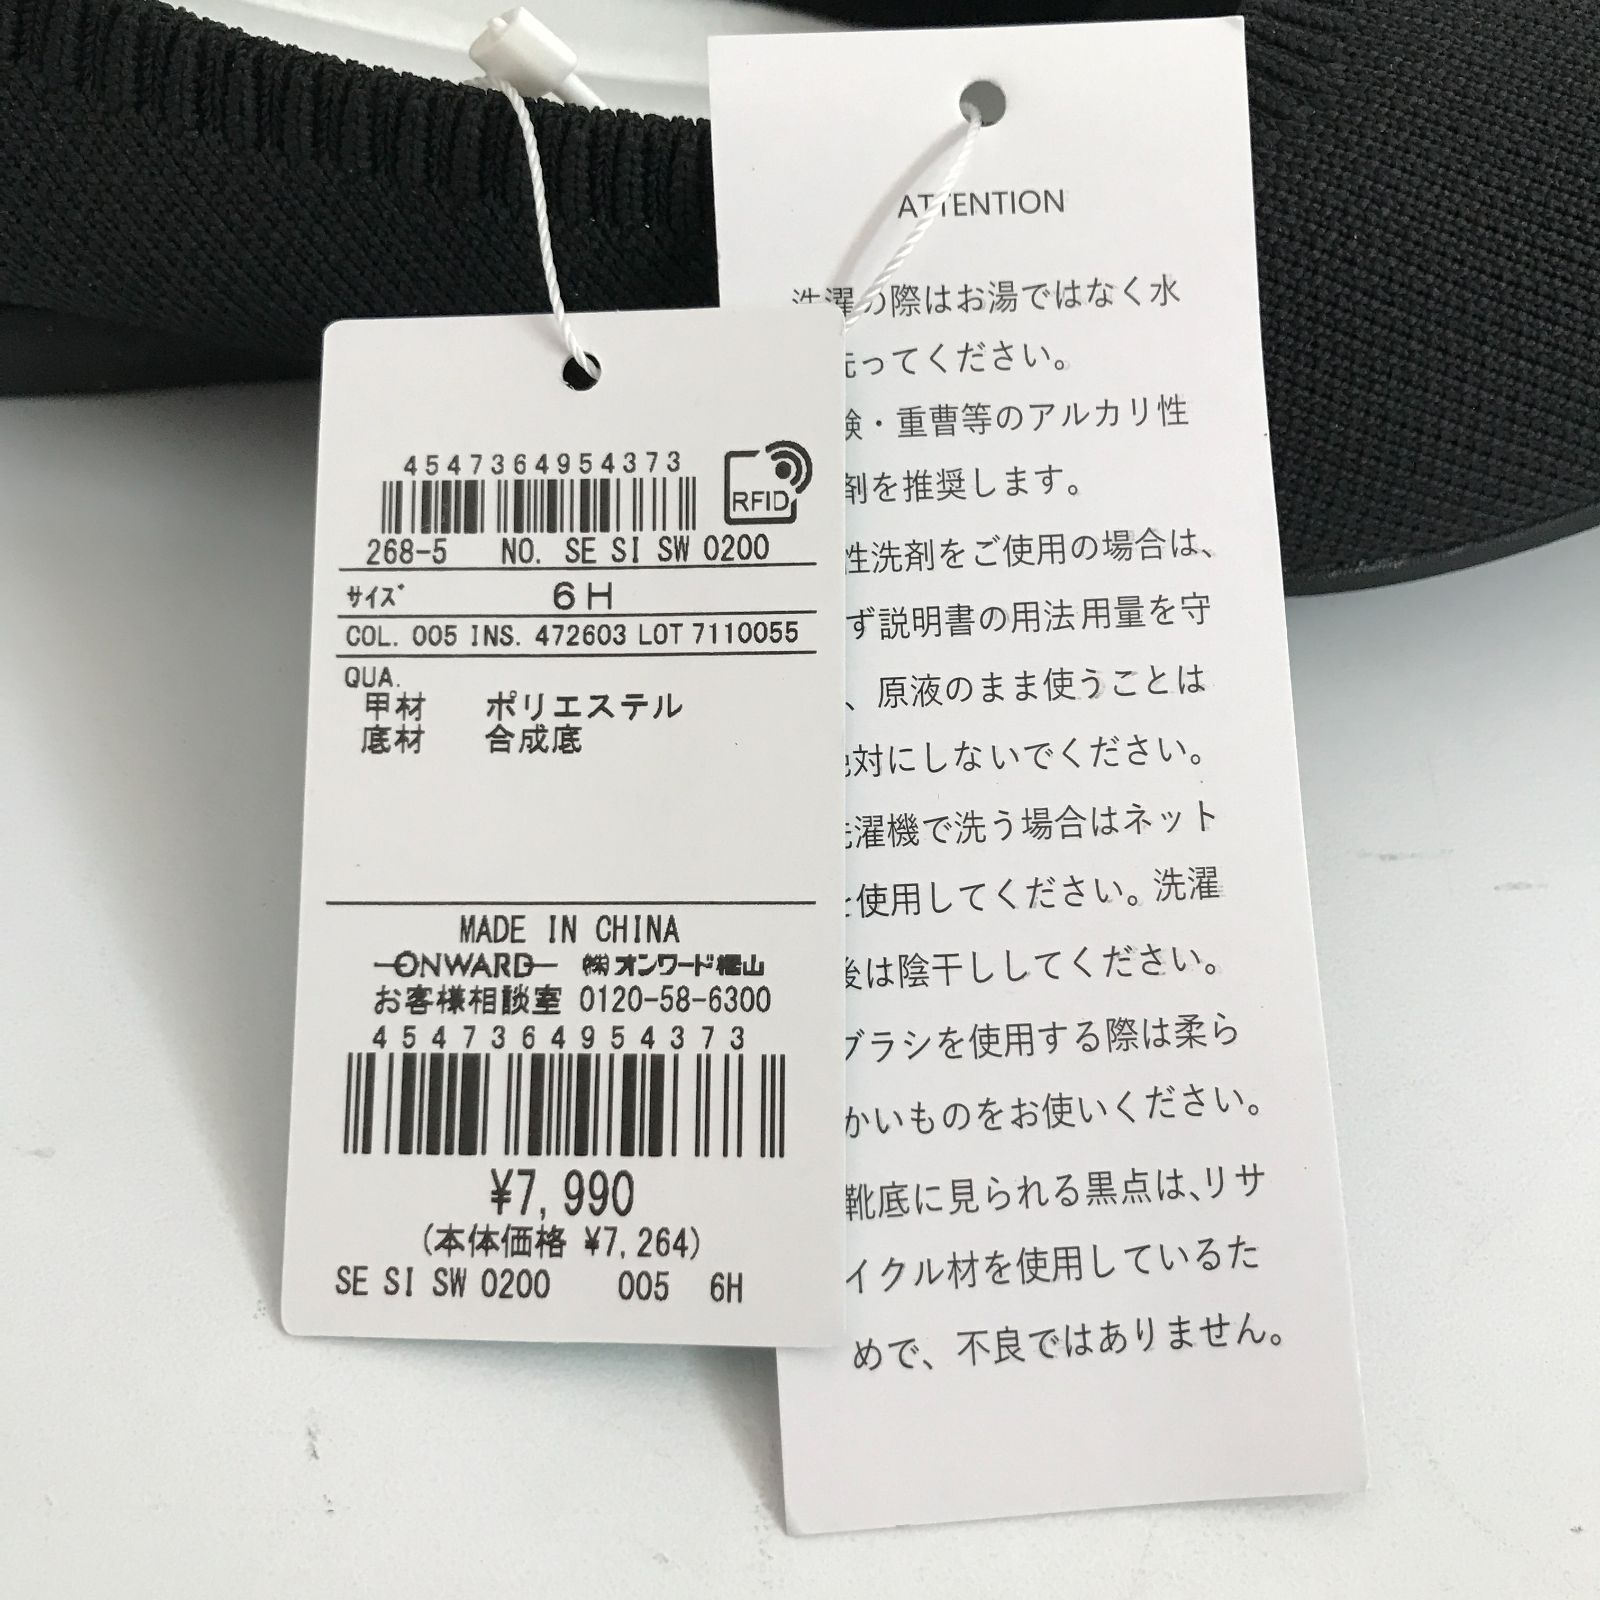 4547364954373
RFID
268-5 NO. SE SI SW 0200
サイズ 6H
COL. 005 INS. 472603 LOT 7110055
QUA.
甲材 ポリエステル
底材 合成底
MADE IN CHINA
ONWARD ㈱オンワード樫山
お客様相談室 0120-58-6300
4547364954373
¥7,990
(本体価格 ¥7,264)
SE SI SW 0200 005 6H
ATTENTION
洗濯の際はお湯ではなく水
洗ってください。
・重曹等のアルカリ性
剤を推奨します。
性洗剤をご使用の場合は、
ず説明書の用法用量を守
、原液のまま使うことは
絶対にしないでください。
洗濯機で洗う場合はネット
を使用してください。洗濯
後は陰干ししてください。
ブラシを使用する際は柔ら
かいものをお使いください。
靴底に見られる黒点は、リサ
イクル材を使用しているた
めで、不良ではありません。